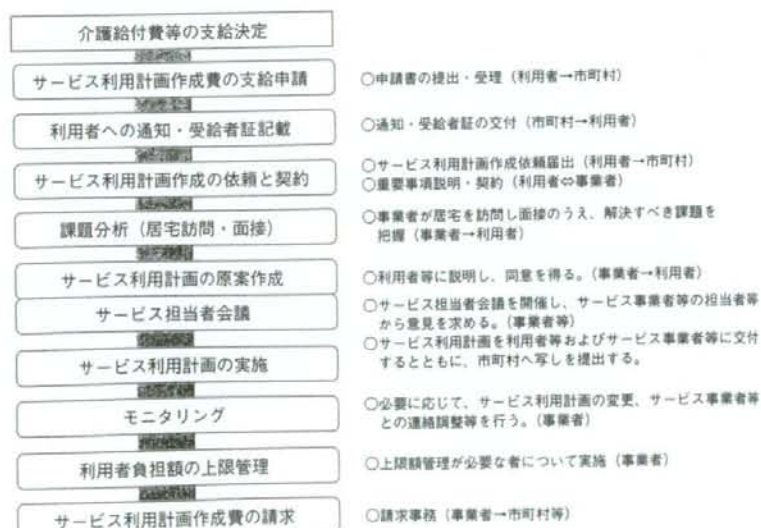 介護給付費等の支給決定
サービス利用計画作成費の支給申請
○申請書の提出・受理（利用者→市町村）
利用者への通知・受給者証記載
○通知・受給者証の交付（市町村→利用者）
サービス利用計画作成の依頼と契約
○サービス利用計画作成依頼届出（利用者→市町村）
○重要事項説明・契約（利用者⇔事業者）
課題分析（居宅訪問・面接）
○事業者が居宅を訪問し面接のうえ、解決すべき課題を
把握（事業者→利用者）
サービス利用計画の原案作成
○利用者等に説明し、同意を得る。（事業者→利用者）
サービス担当者会議
○サービス担当者会議を開催し、サービス事業者等の担当者等
から意見を求める。（事業者等）
○サービス利用計画を利用者等およびサービス事業者等に交付
するとともに、市町村へ写しを提出する。
サービス利用計画の実施
モニタリング
○必要に応じて、サービス利用計画の変更、サービス事業者等
との連絡調整等を行う。（事業者）
利用者負担額の上限管理
○上限額管理が必要な者について実施（事業者）
サービス利用計画作成費の請求
○請求事務（事業者→市町村等）